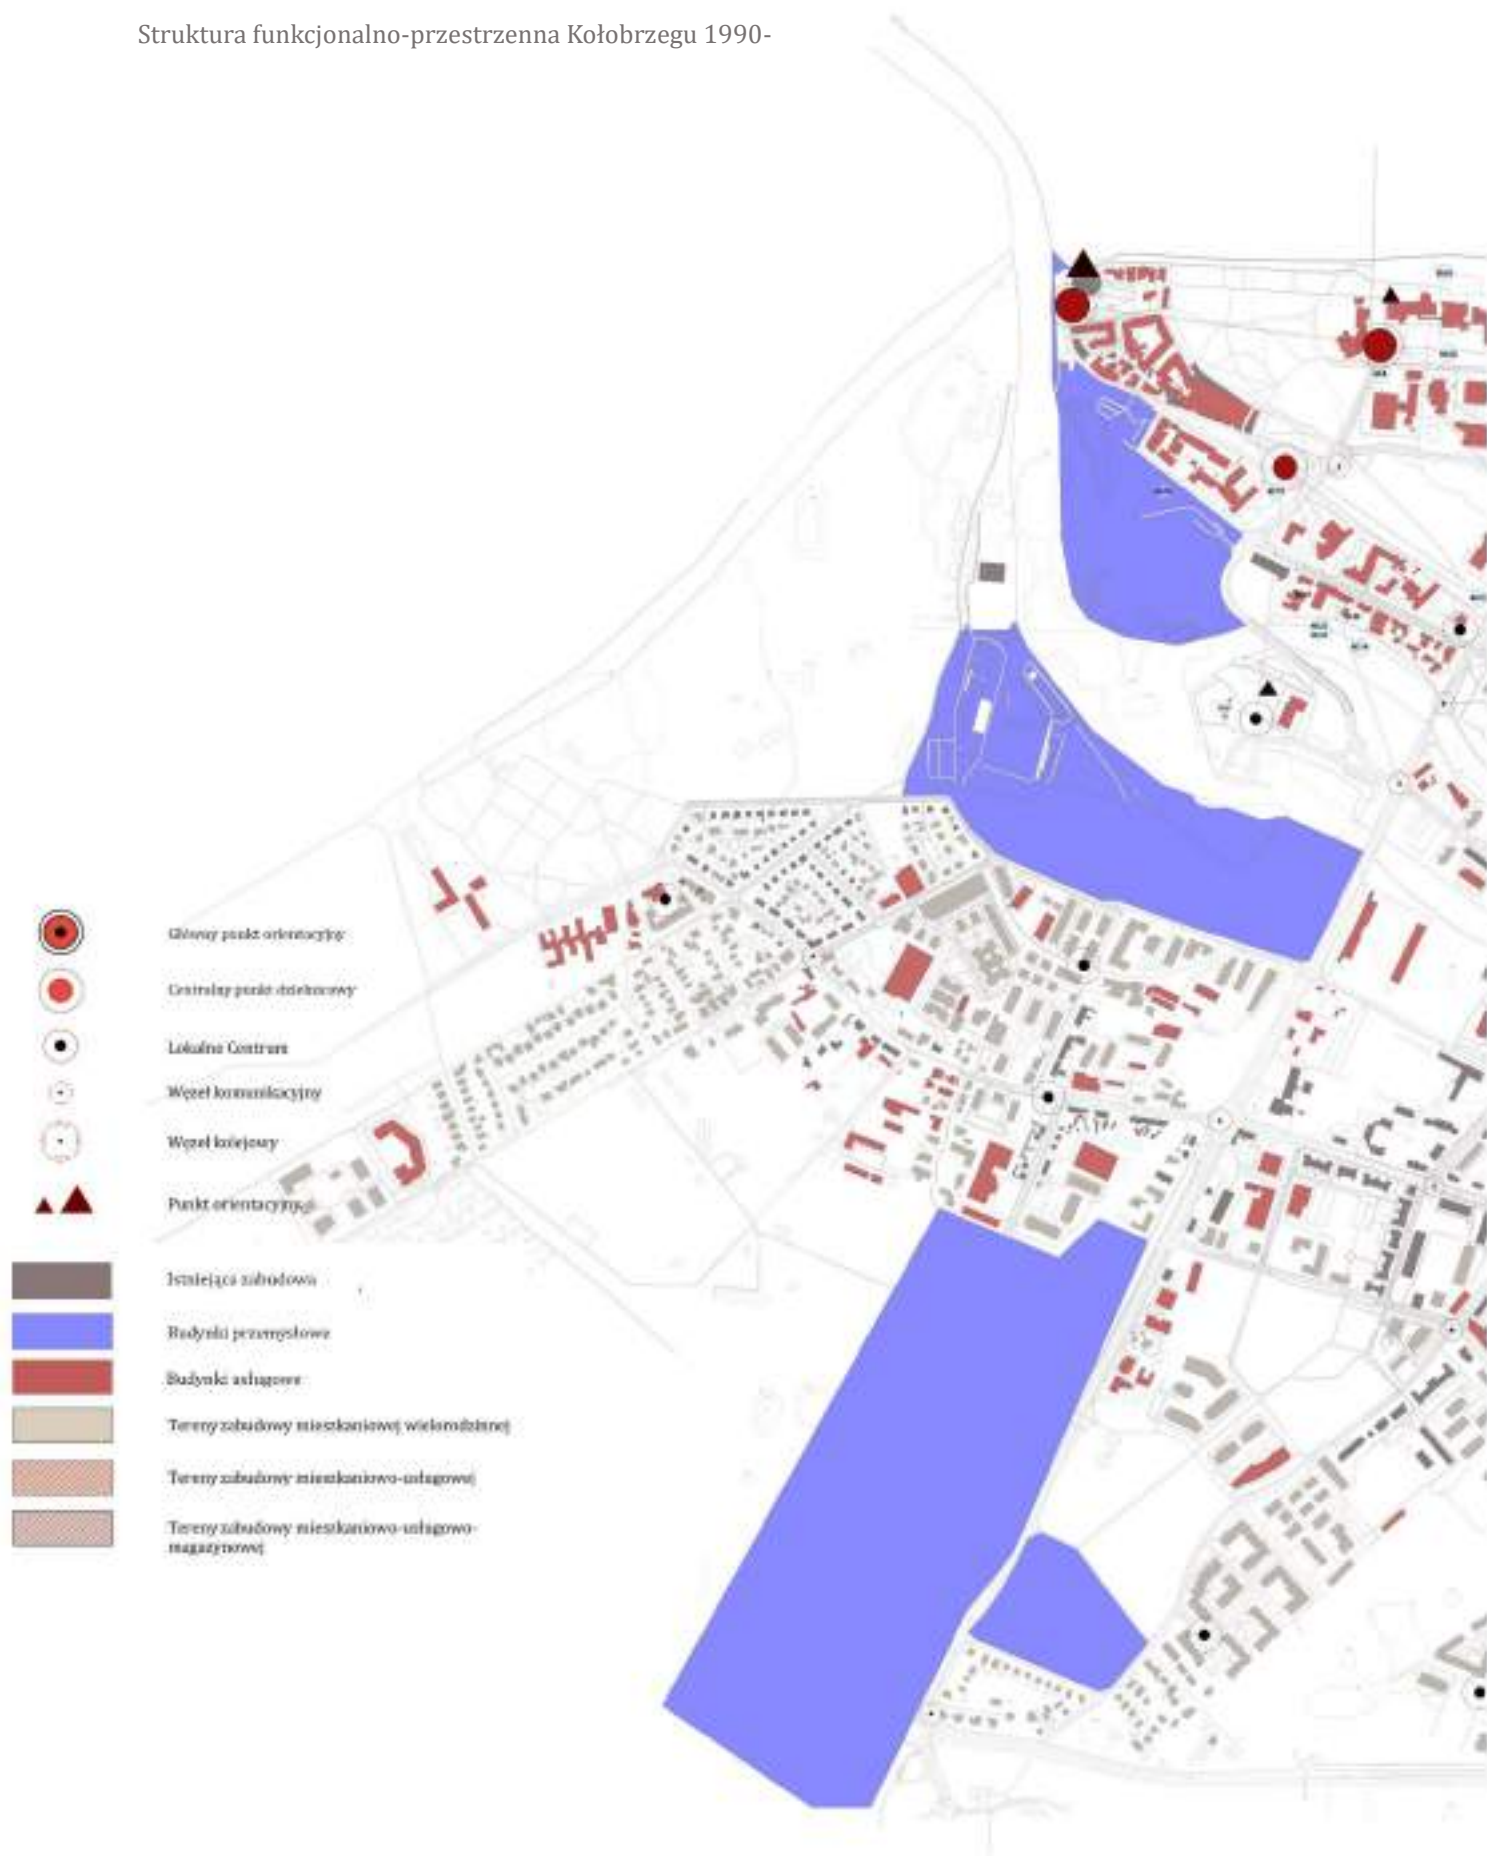 Struktura funkcjonalno-przestrzenna Kołobrzegu 1990-
Główny punkt orientacyjny
Centralny punkt dzielnicowy
Lokalne Centrum
Węzeł komunikacyjny
Węzeł kolejowy
Punkt orientacyjny
Istniejąca zabudowa
Budynki przemysłowe
Budynki usługowe
Tereny zabudowy mieszkaniowej wielorodzinnej
Tereny zabudowy mieszkaniowo-usługowej
Tereny zabudowy mieszkaniowo-usługowo-
magazynowej